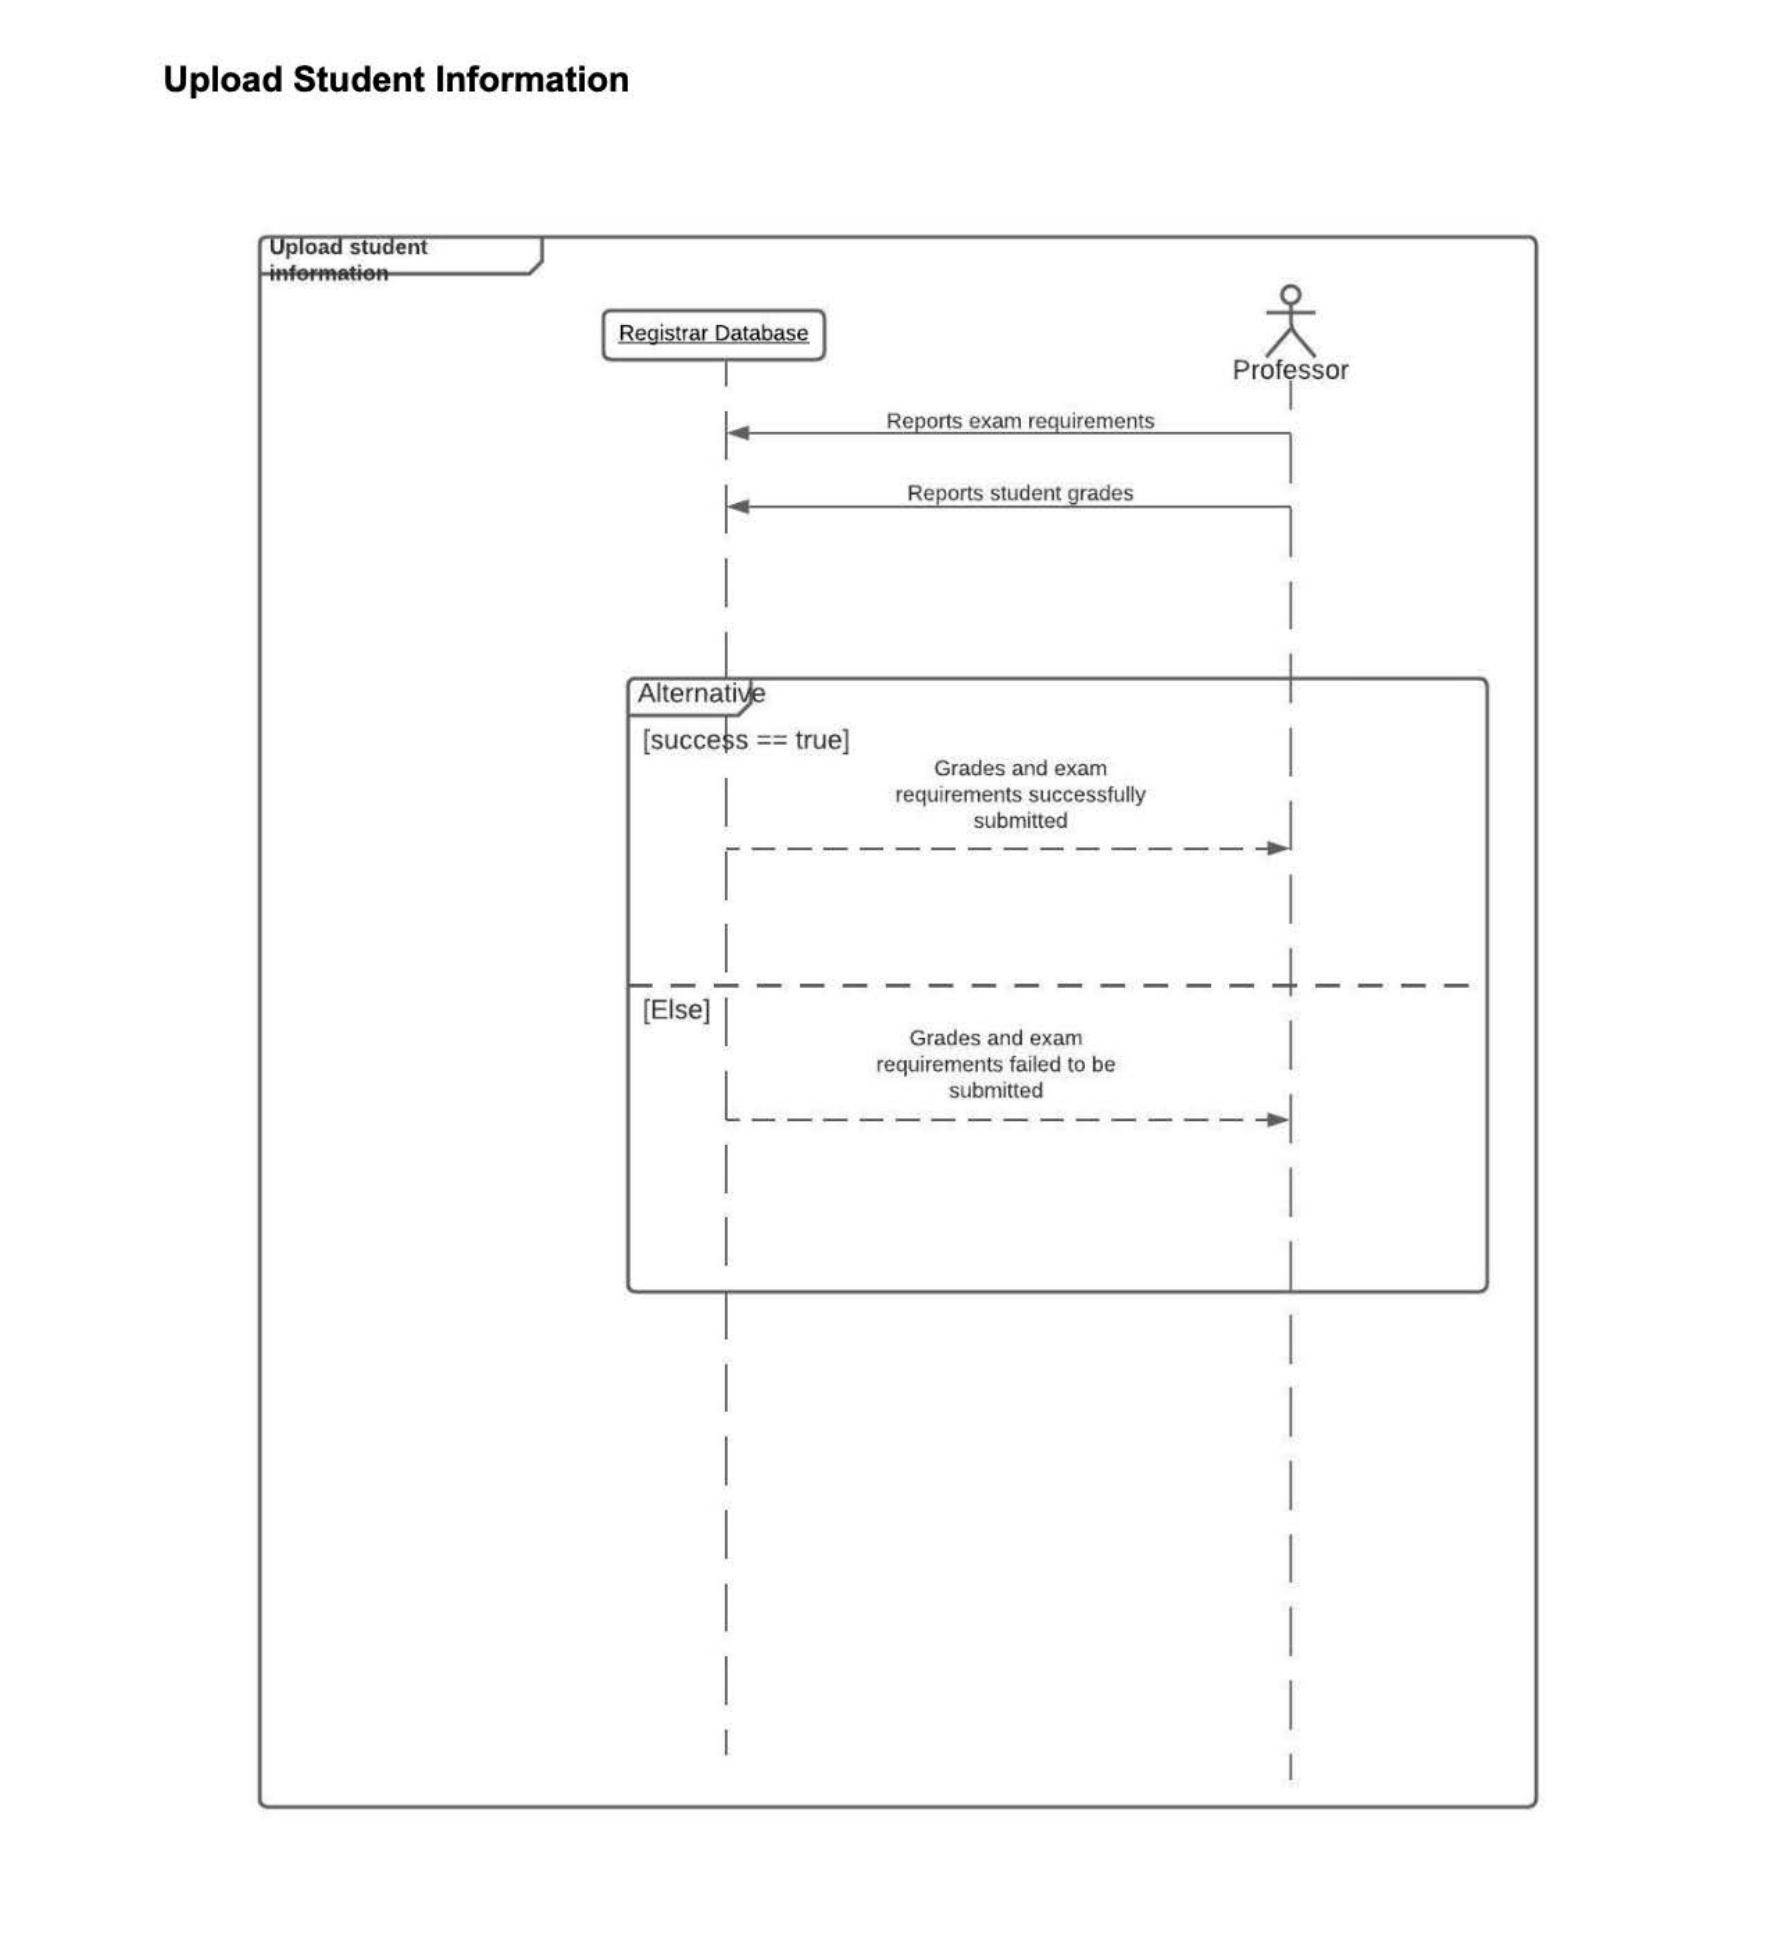 Upload Student Information
Upload student
information
Registrar Database
Professor
Reports exam requirements
Reports student grades
Alternative
[success == true]
Grades and exam
requirements successfully
submitted
[Else]
Grades and exam
requirements failed to be
submitted